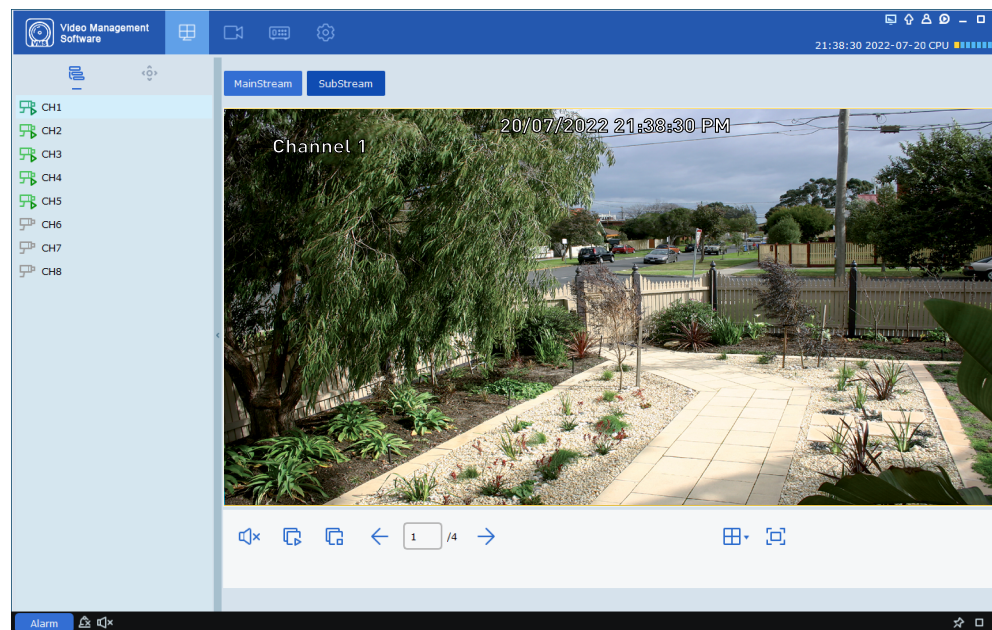 Video Management
Software
VMS
21:38:30 2022-07-20 CPU
MainStream
SubStream
CH1
CH2
CH3
CH4
CH5
CH6
CH7
CH8
20/07/2022 21:38:30 PM
Channel 1
1
/4
Alarm